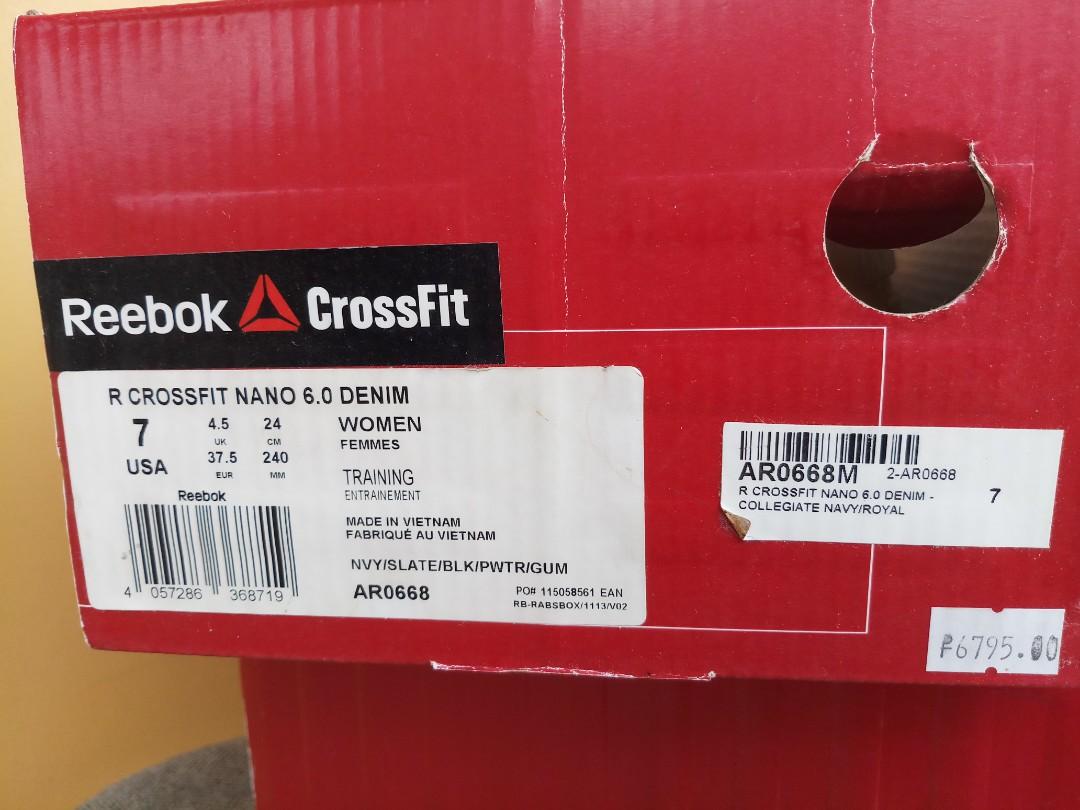 Reebok CrossFit
R CROSSFIT NANO 6.0 DENIM
7 4.5 24 WOMEN
UK CM FEMMES
USA 37.5 240
EUR MM
TRAINING
ENTRAINEMENT
Reebok
MADE IN VIETNAM
FABRIQUÉ AU VIETNAM
NVY/SLATE/BLK/PWTR/GUM
AR0668
PO# 115058561 EAN
RB-RABSBOX/1113/V02
4 057286 368719
AR0668M 2-AR0668
R CROSSFIT NANO 6.0 DENIM - 7
COLLEGIATE NAVY/ROYAL
₱6795.00